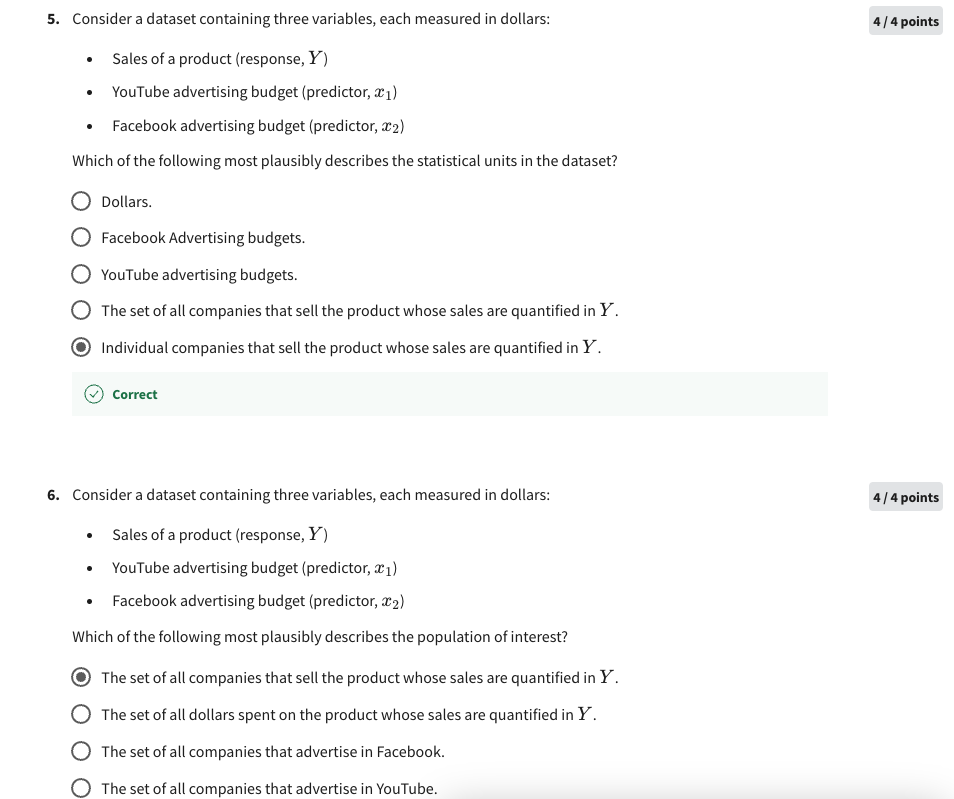 5. Consider a dataset containing three variables, each measured in dollars:
4 / 4 points
• Sales of a product (response, Y)
• YouTube advertising budget (predictor, x₁)
• Facebook advertising budget (predictor, x₂)
Which of the following most plausibly describes the statistical units in the dataset?
Dollars.
Facebook Advertising budgets.
YouTube advertising budgets.
The set of all companies that sell the product whose sales are quantified in Y.
Individual companies that sell the product whose sales are quantified in Y.
Correct
6. Consider a dataset containing three variables, each measured in dollars:
4 / 4 points
• Sales of a product (response, Y)
• YouTube advertising budget (predictor, x₁)
• Facebook advertising budget (predictor, x₂)
Which of the following most plausibly describes the population of interest?
The set of all companies that sell the product whose sales are quantified in Y.
The set of all dollars spent on the product whose sales are quantified in Y.
The set of all companies that advertise in Facebook.
The set of all companies that advertise in YouTube.